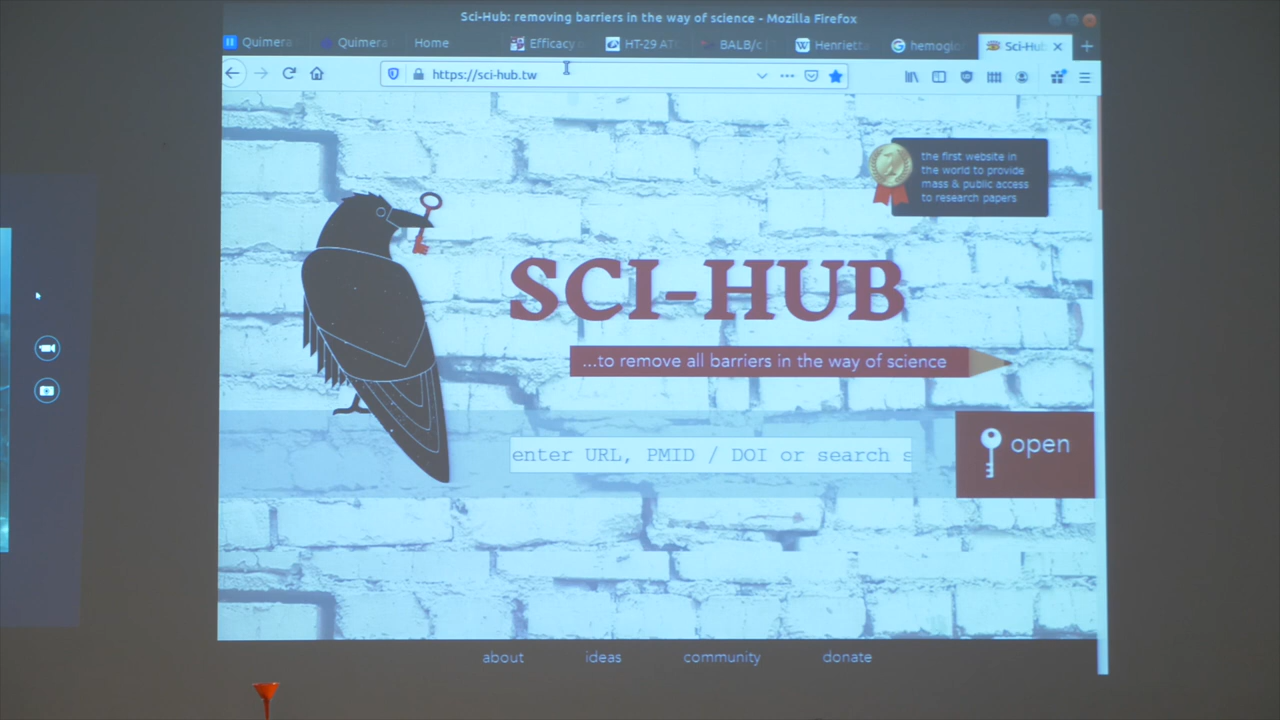 Sci-Hub: removing barriers in the way of science - Mozilla Firefox
Quimera Quimera Home Efficacy HT-29 BALB/c Henrietta hemoglo Sci-Hub
https://sci-hub.tw
the first website in
the world to provide
mass & public access
to research papers
SCI-HUB
...to remove all barriers in the way of science
enter URL, PMID / DOI or search s
open
about ideas community donate